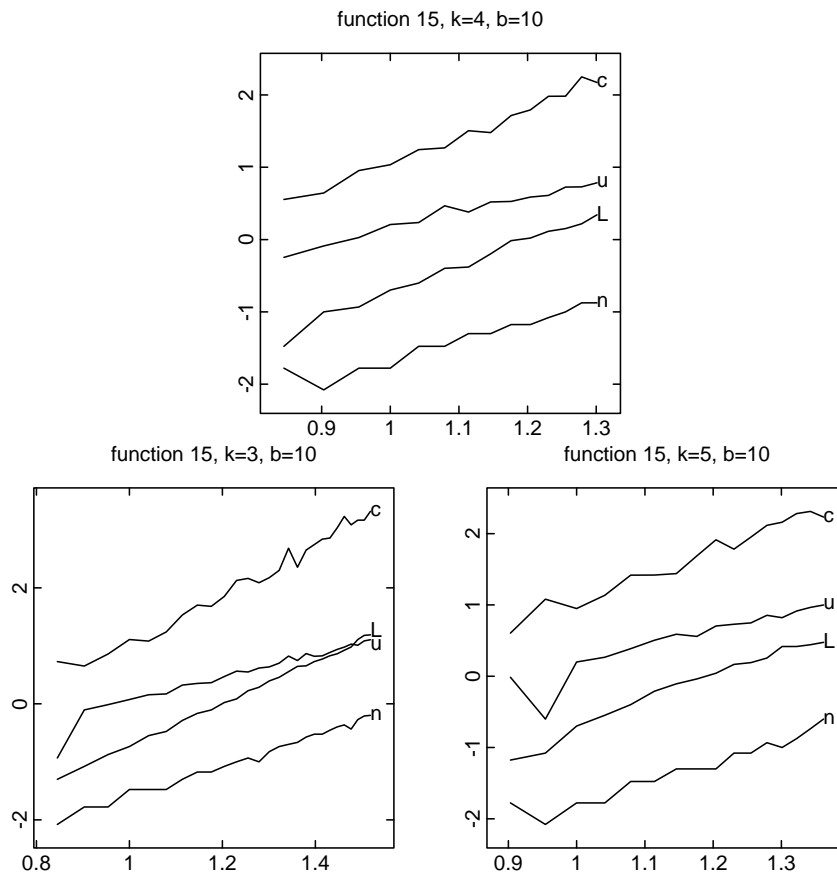 function 15, k=4, b=10
2
1
0
-1
-2
c
u
L
n
0.9 1 1.1 1.2 1.3
function 15, k=3, b=10
2
0
-2
c
L
u
n
0.8 1 1.2 1.4
function 15, k=5, b=10
2
1
0
-1
-2
c
u
L
n
0.9 1 1.1 1.2 1.3